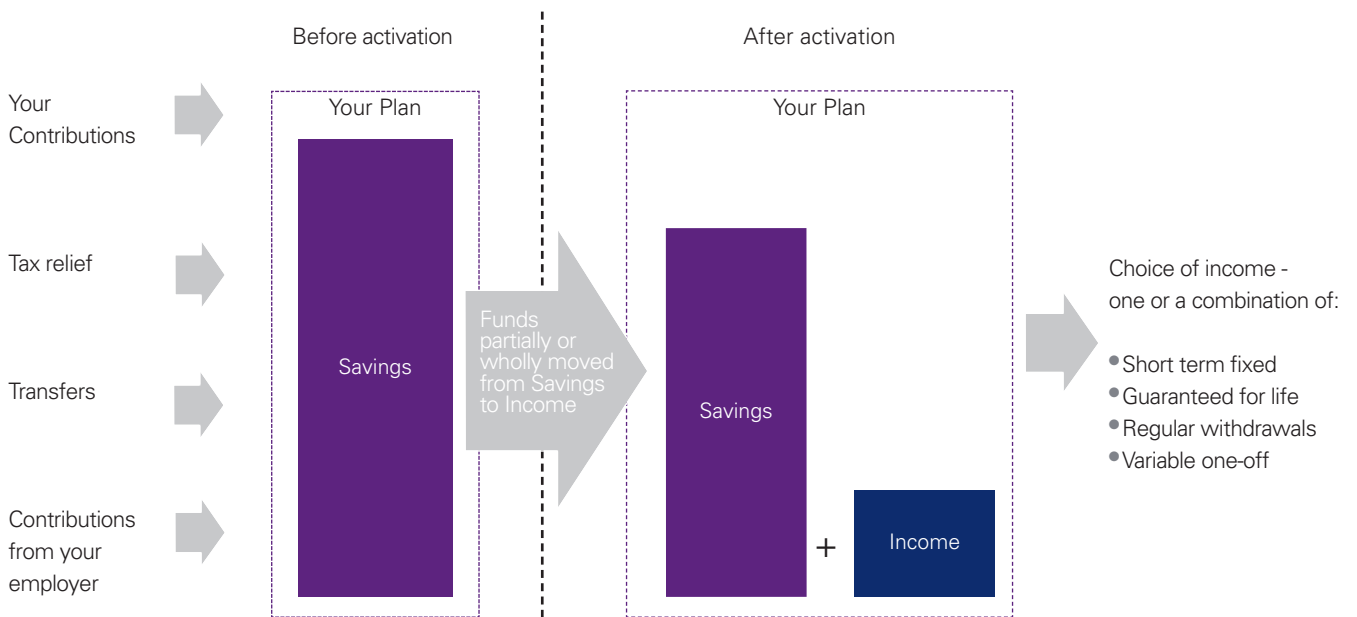 Before activation
After activation
Your
Contributions
Tax relief
Transfers
Contributions
from your
employer
Your Plan
Savings
Funds
partially or
wholly moved
from Savings
to Income
Your Plan
Savings
+
Income
Choice of income -
one or a combination of:
• Short term fixed
• Guaranteed for life
• Regular withdrawals
• Variable one-off